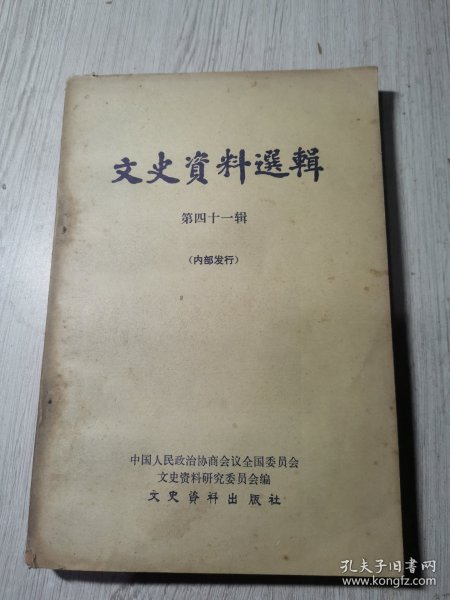 文史資料選輯
第四十一辑
（内部发行）
中国人民政治协商会议全国委员会
文史资料研究委员会编
文史资料出版社
孔夫子旧书网
www.kongfz.com